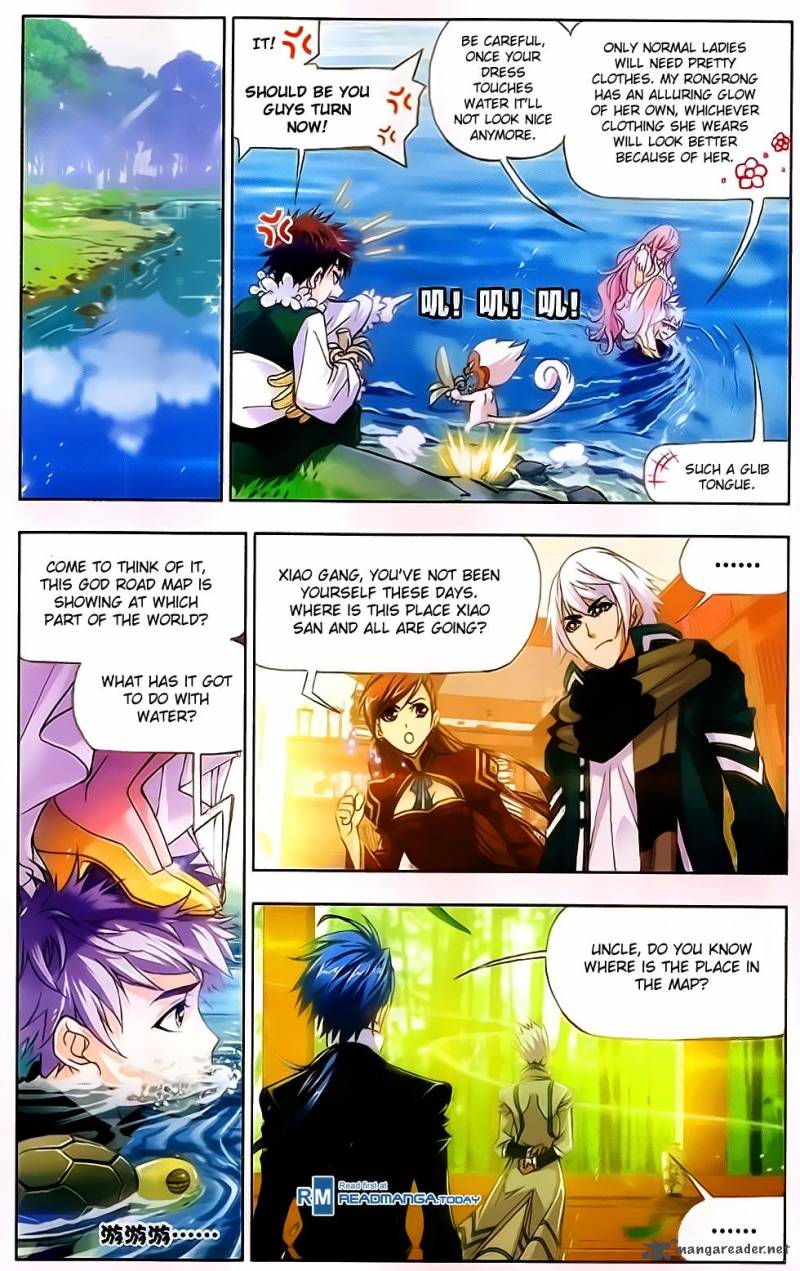 IT!
SHOULD BE YOU
GUYS TURN
NOW!
BE CAREFUL,
ONCE YOUR
DRESS
TOUCHES
WATER IT'LL
NOT LOOK NICE
ANYMORE.
ONLY NORMAL LADIES
WILL NEED PRETTY
CLOTHES. MY RONGRONG
HAS AN ALLURING GLOW
OF HER OWN, WHICHEVER
CLOTHING SHE WEARS
WILL LOOK BETTER
BECAUSE OF HER.
叽! 叽! 叽!
SUCH A GLIB
TONGUE.
COME TO THINK OF IT,
THIS GOD ROAD MAP IS
SHOWING AT WHICH
PART OF THE WORLD?
WHAT HAS IT GOT
TO DO WITH
WATER?
游游游……
XIAO GANG, YOU'VE NOT BEEN
YOURSELF THESE DAYS.
WHERE IS THIS PLACE XIAO
SAN AND ALL ARE GOING?
......
UNCLE, DO YOU KNOW
WHERE IS THE PLACE IN
THE MAP?
......
RM Read first at
READMANGA.TODAY
mangareader.net